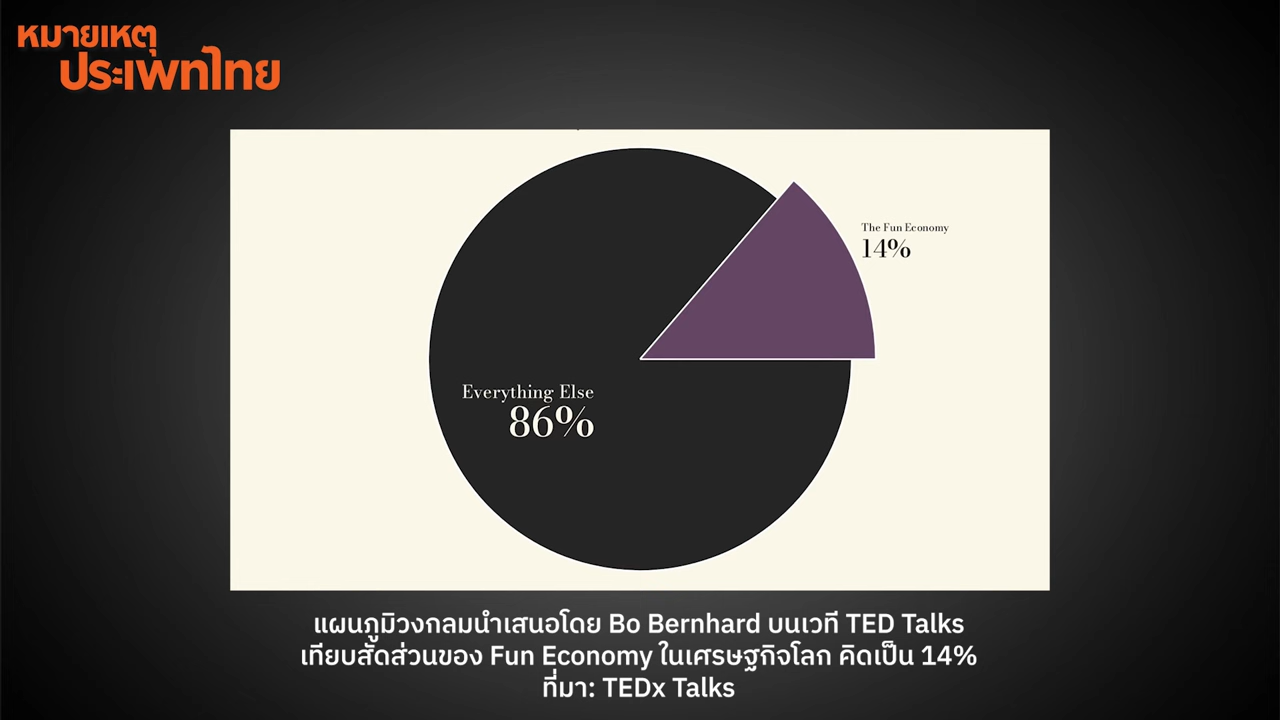 หมายเหตุ
ประเพทไทย
The Fun Economy
14%
Everything Else
86%
แผนภูมิวงกลมนำเสนอโดย Bo Bernhard บนเวที TED Talks
เทียบสัดส่วนของ Fun Economy ในเศรษฐกิจโลก คิดเป็น 14%
ที่มา: TEDx Talks